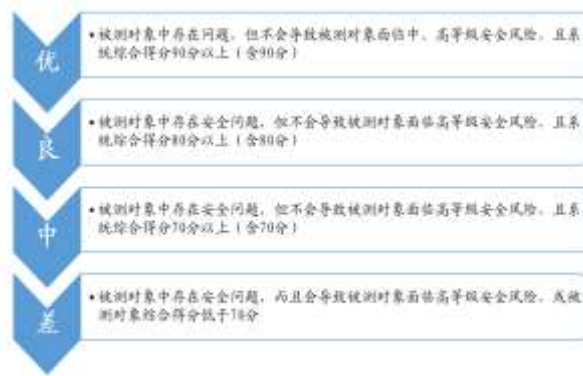 优
• 被测对象中存在问题，但不会导致被测对象面临中、高等级安全风险，且系
统综合得分90分以上（含90分）
良
• 被测对象中存在安全问题，但不会导致被测对象面临高等级安全风险，且系
统综合得分80分以上（含80分）
中
• 被测对象中存在安全问题，但不会导致被测对象面临高等级安全风险，且系
统综合得分70分以上（含70分）
差
• 被测对象中存在安全问题，而且会导致被测对象面临高等级安全风险，或被
测对象综合得分低于70分